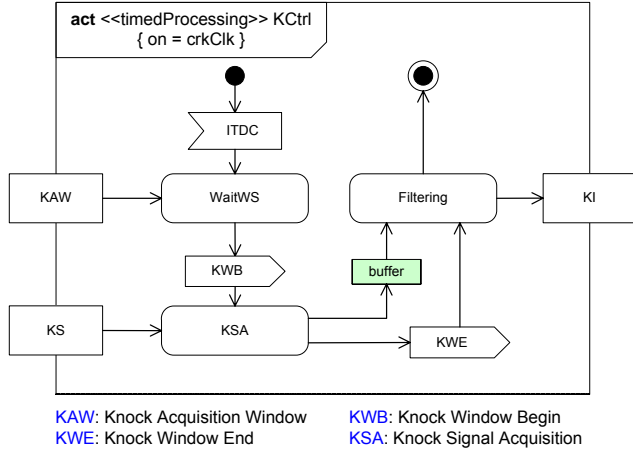 act <<timedProcessing>> KCtrl
{ on = crkClk }
ITDC
KAW
WaitWS
Filtering
KI
KWB
buffer
KS
KSA
KWE
KAW: Knock Acquisition Window
KWB: Knock Window Begin
KWE: Knock Window End
KSA: Knock Signal Acquisition